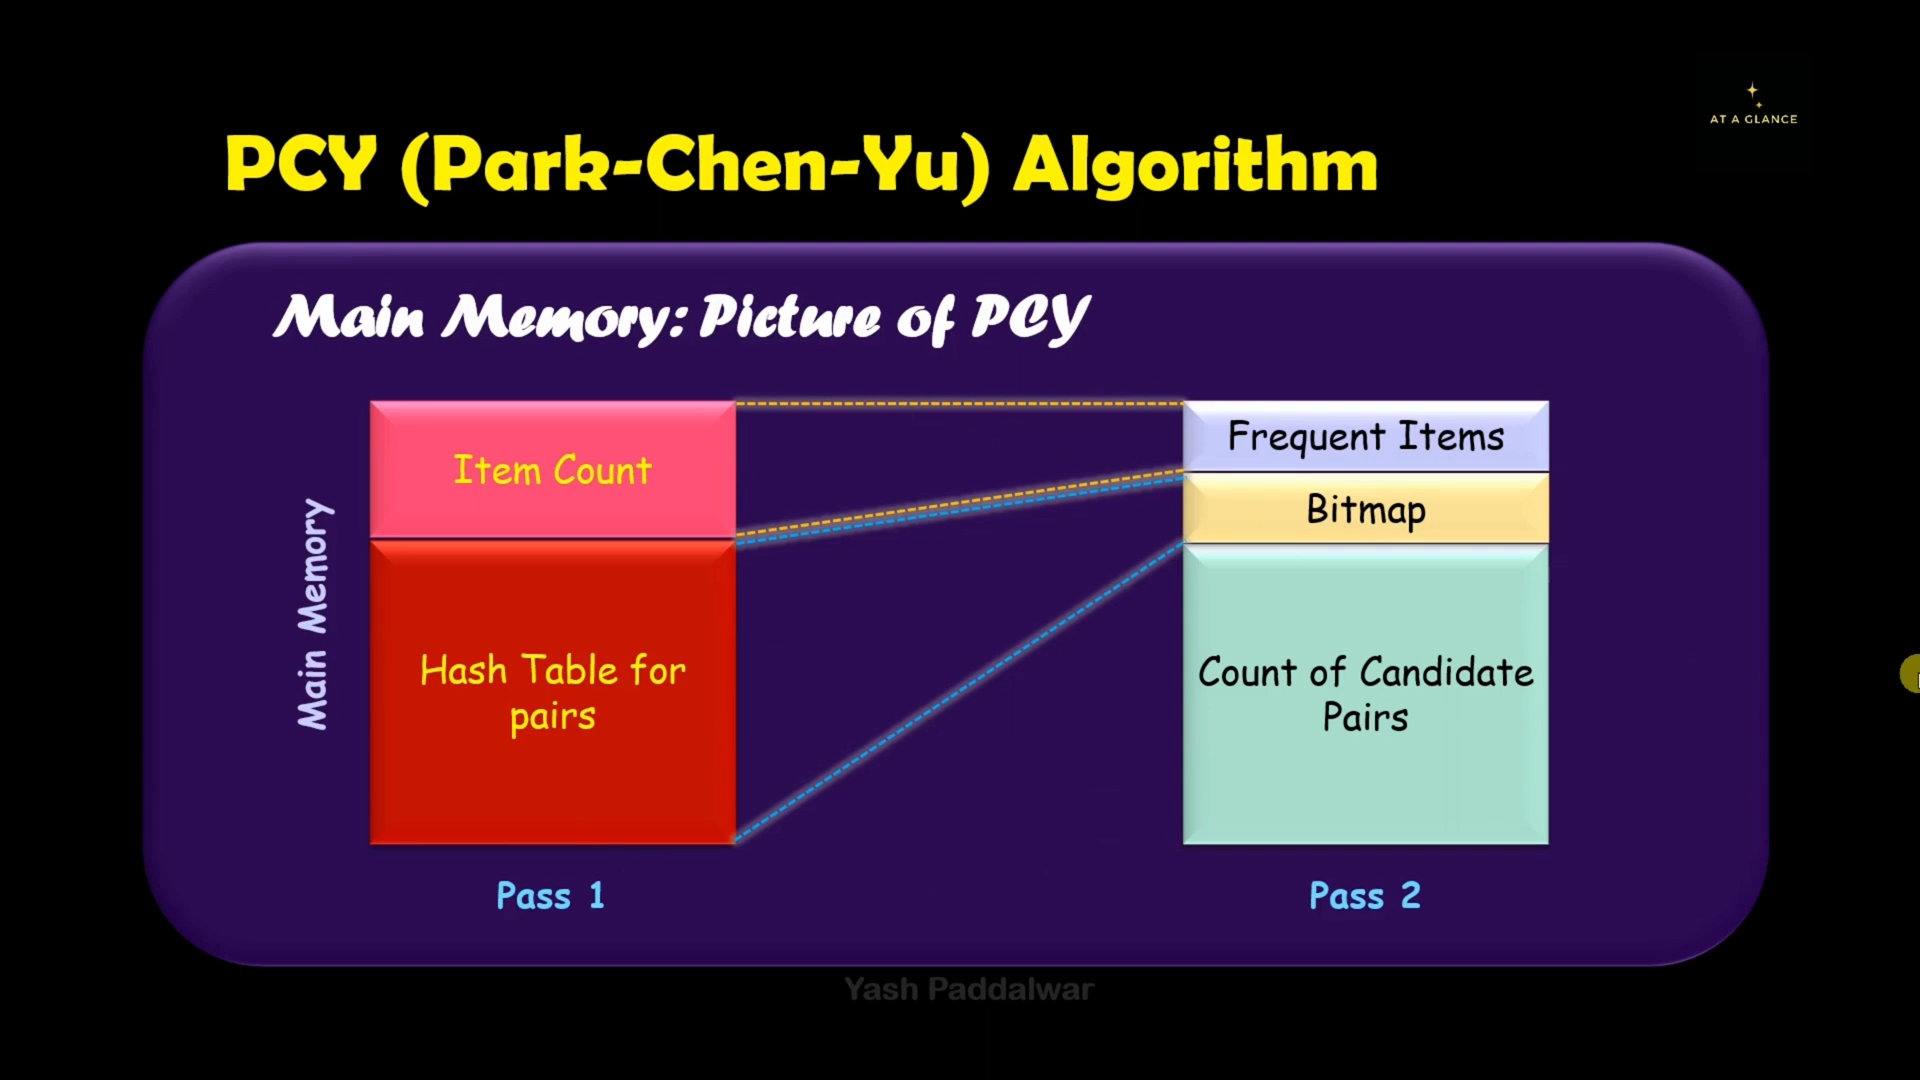 AT A GLANCE
PCY (Park-Chen-Yu) Algorithm
Main Memory: Picture of PCY
Main Memory
Item Count
Hash Table for
pairs
Pass 1
Frequent Items
Bitmap
Count of Candidate
Pairs
Pass 2
Yash Paddalwar